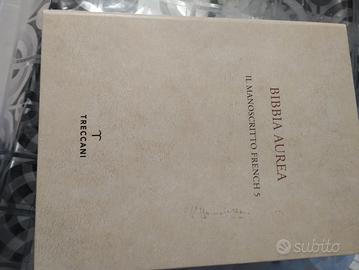 BIBBIA AUREA
IL MANOSCRITTO FRENCH 5
TRECCANI
subito